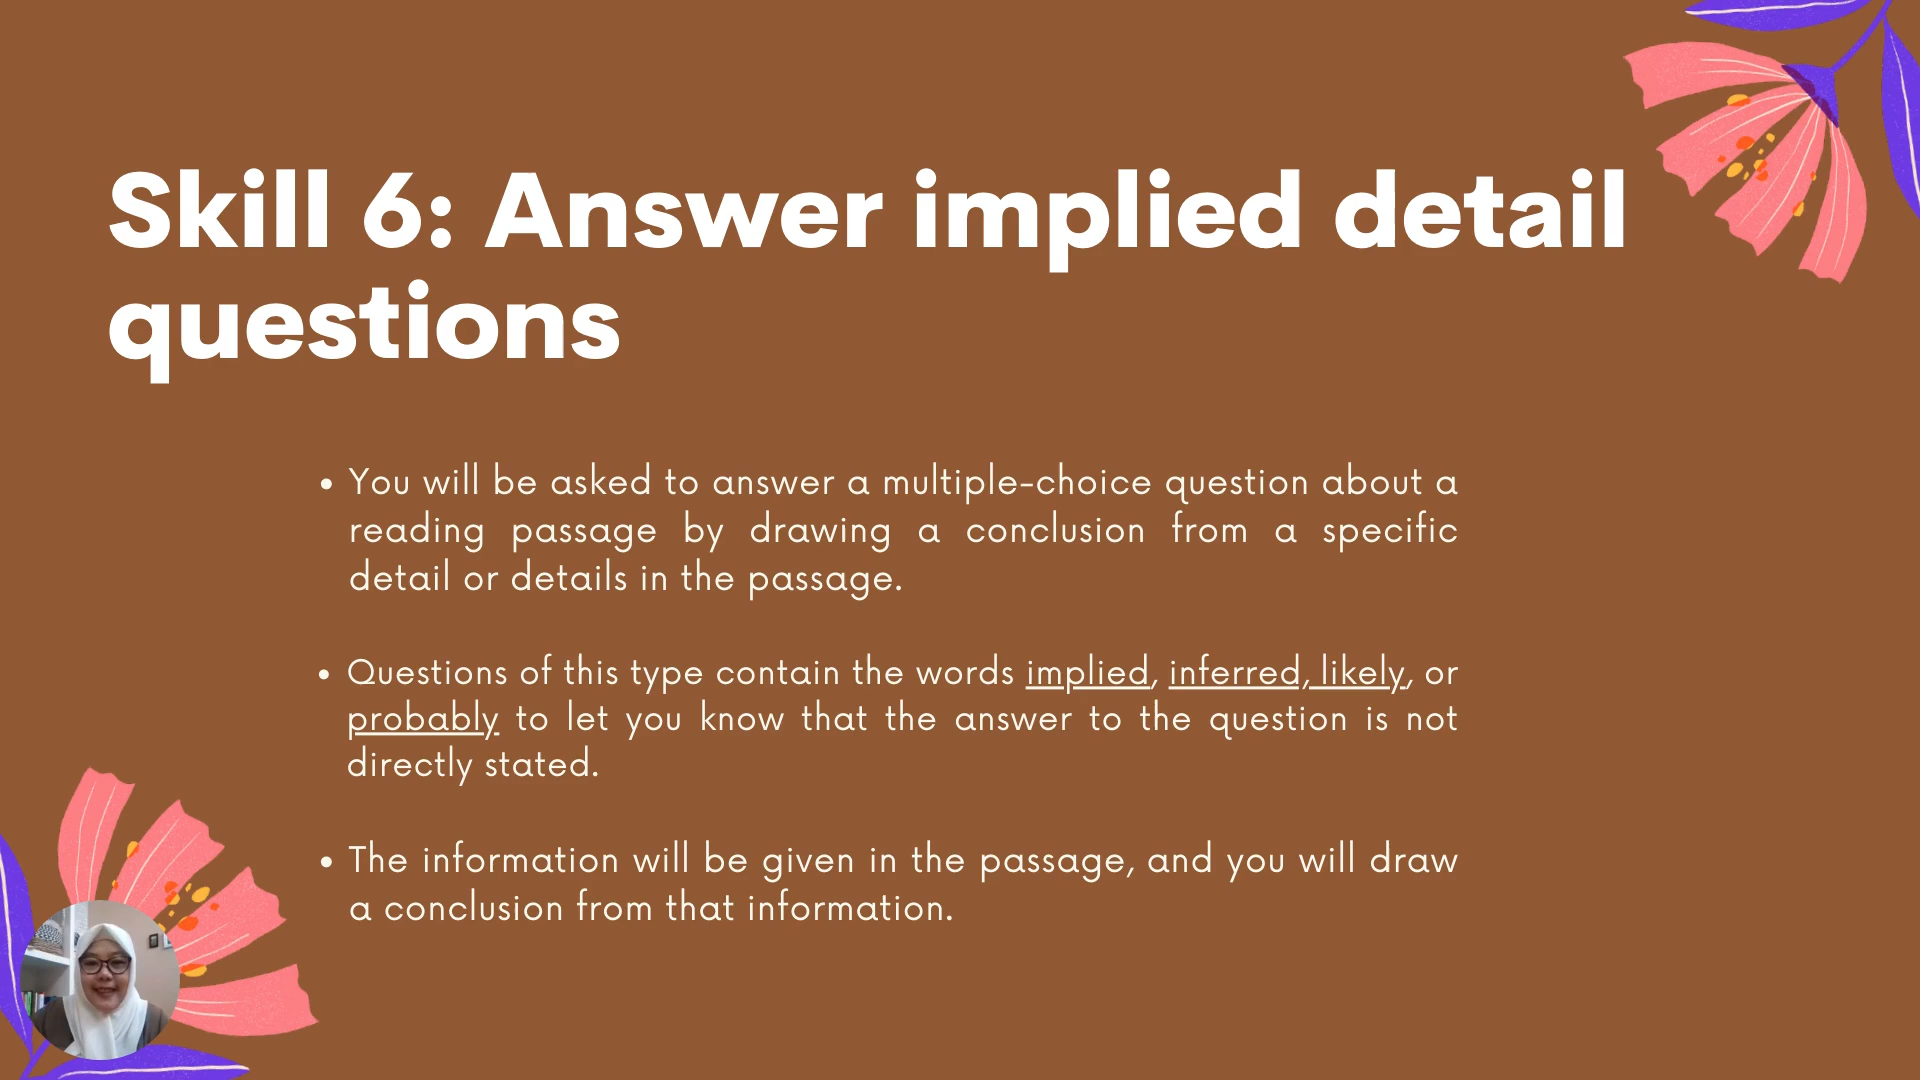 Skill 6: Answer implied detail
questions
• You will be asked to answer a multiple-choice question about a
reading passage by drawing a conclusion from a specific
detail or details in the passage.
• Questions of this type contain the words implied, inferred, likely, or
probably to let you know that the answer to the question is not
directly stated.
• The information will be given in the passage, and you will draw
a conclusion from that information.